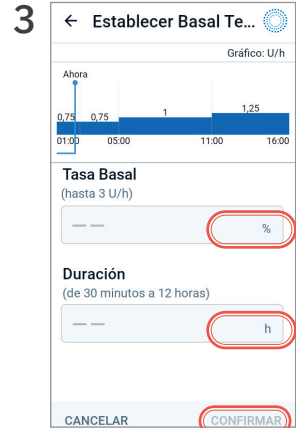 3
← Establecer Basal Te...
Gráfico: U/h
Ahora
0,75 0,75 1 1,25
01:00 05:00 11:00 16:00
Tasa Basal
(hasta 3 U/h)
— — %
Duración
(de 30 minutos a 12 horas)
— — h
CANCELAR CONFIRMAR